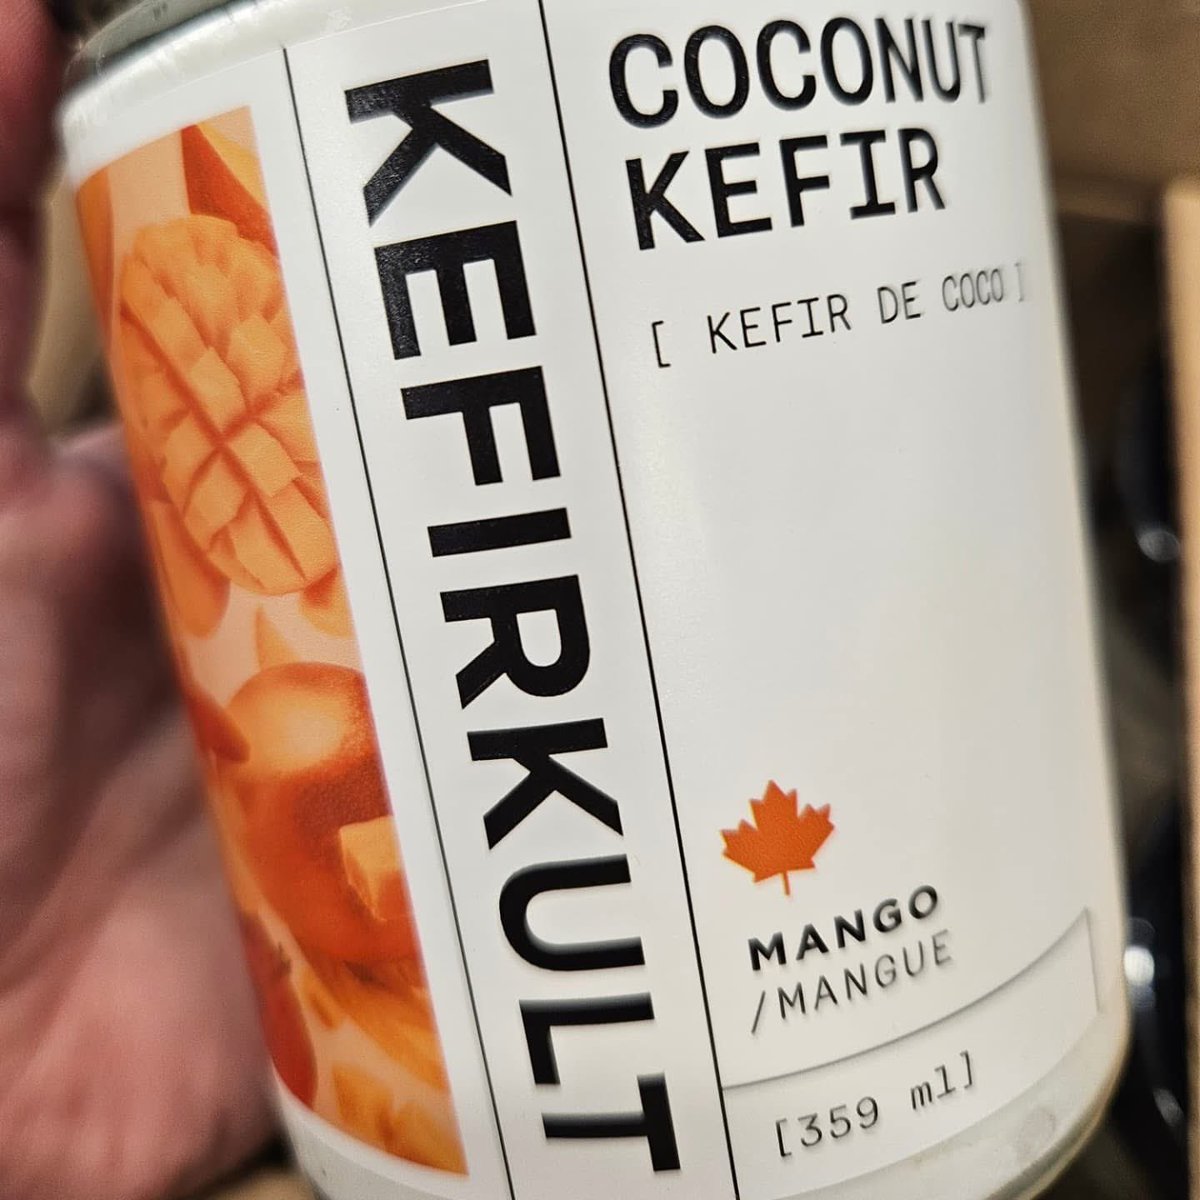 KEFIRKULT
COCONUT
KEFIR
[ KEFIR DE COCO ]
MANGO
/MANGUE
[359 ml]